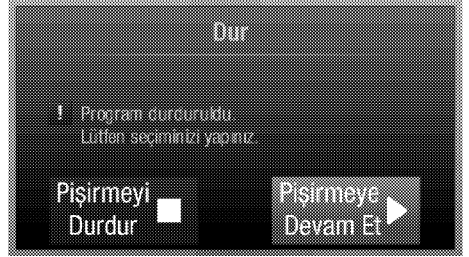 Dur
! Program durduruldu.
Lütfen seçiminizi yapınız.
Pişirmeyi
Durdur
Pişirmeye
Devam Et